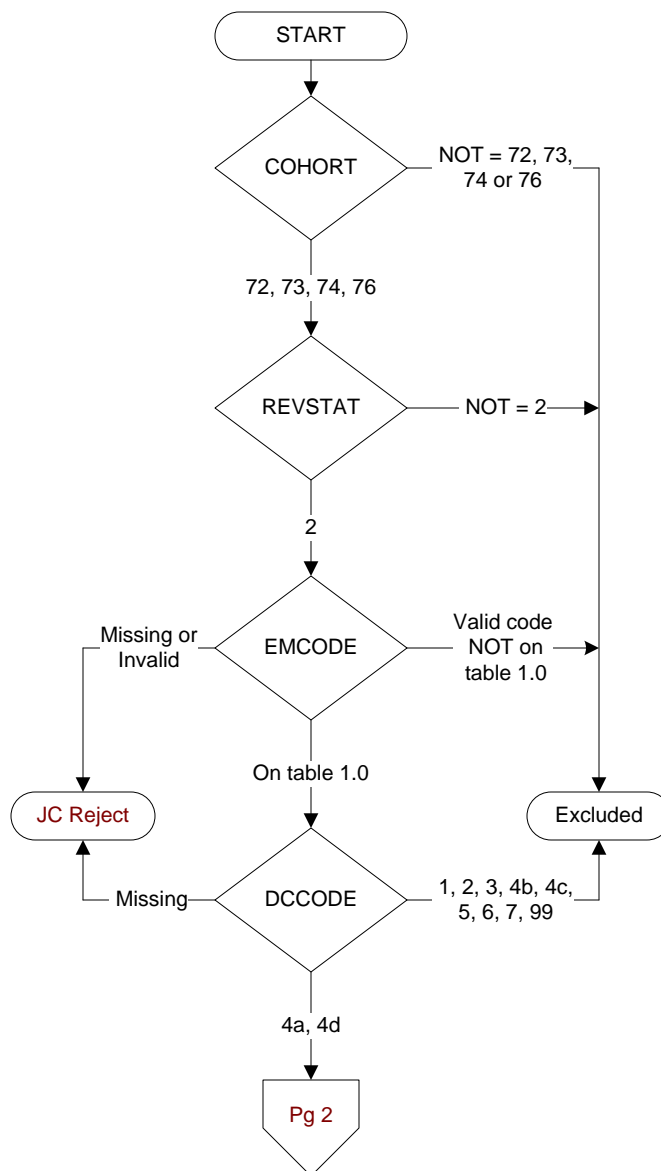 START
COHORT
NOT = 72, 73,
74 or 76
72, 73, 74, 76
REVSTAT
NOT = 2
2
Missing or
Invalid
EMCODE
Valid code
NOT on
table 1.0
On table 1.0
JC Reject
Excluded
Missing
DCCODE
1, 2, 3, 4b, 4c,
5, 6, 7, 99
4a, 4d
Pg 2